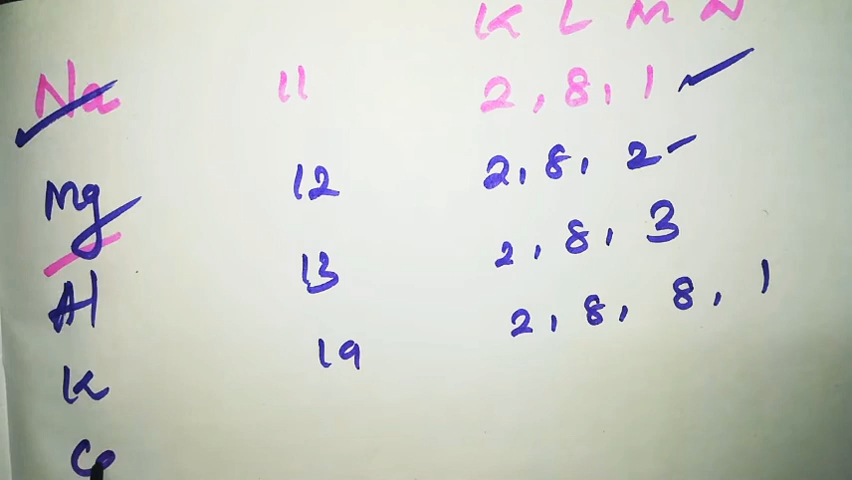 K L M N
Na 11 2, 8, 1
Mg 12 2, 8, 2
Al 13 2, 8, 3
K 19 2, 8, 8, 1